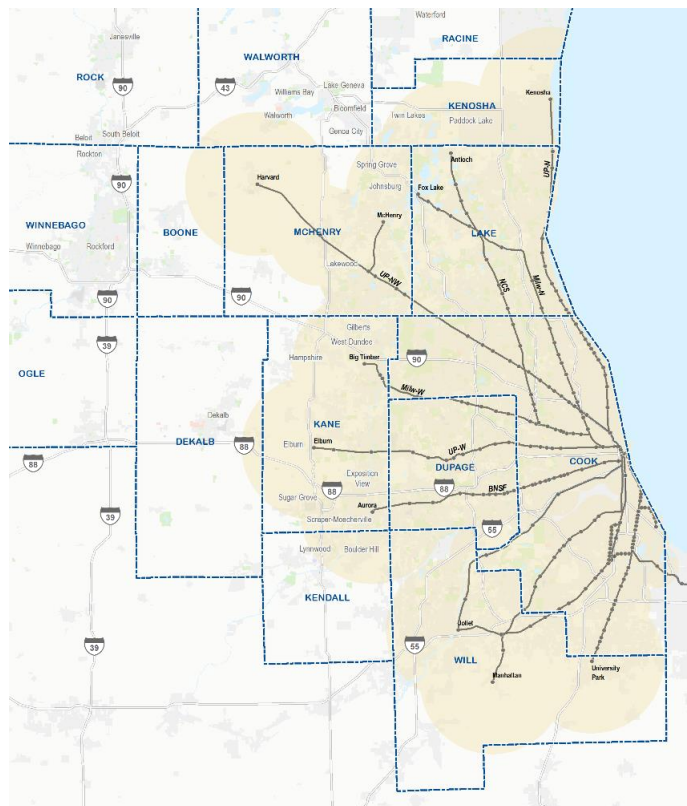 Waterford
Janesville
RACINE
WALWORTH
ROCK
90
43
Lake Geneva
Williams Bay
Bloomfield
Walworth
Genoa City
Kenosha
KENOSHA
Twin Lakes
Paddock Lake
South Beloit
Beloit
Rockton
90
Harvard
Spring Grove
Johnsburg
Antioch
Fox Lake
UP-N
WINNEBAGO
Winnebago
Rockford
BOONE
MCHENRY
McHenry
LAKE
Lakewood
UP-NW
NCS
Milw-N
90
90
39
Gilberts
West Dundee
Hampshire
Big Timber
90
OGLE
Milw-W
Dekalb
DEKALB
88
KANE
Elburn
Elburn
UP-W
DUPAGE
COOK
88
Exposition
View
88
88
BNSF
Sugar Grove
Aurora
Scraper-Moecherville
39
55
Lynnwood
Boulder Hill
KENDALL
Joliet
39
55
WILL
Manhattan
University
Park